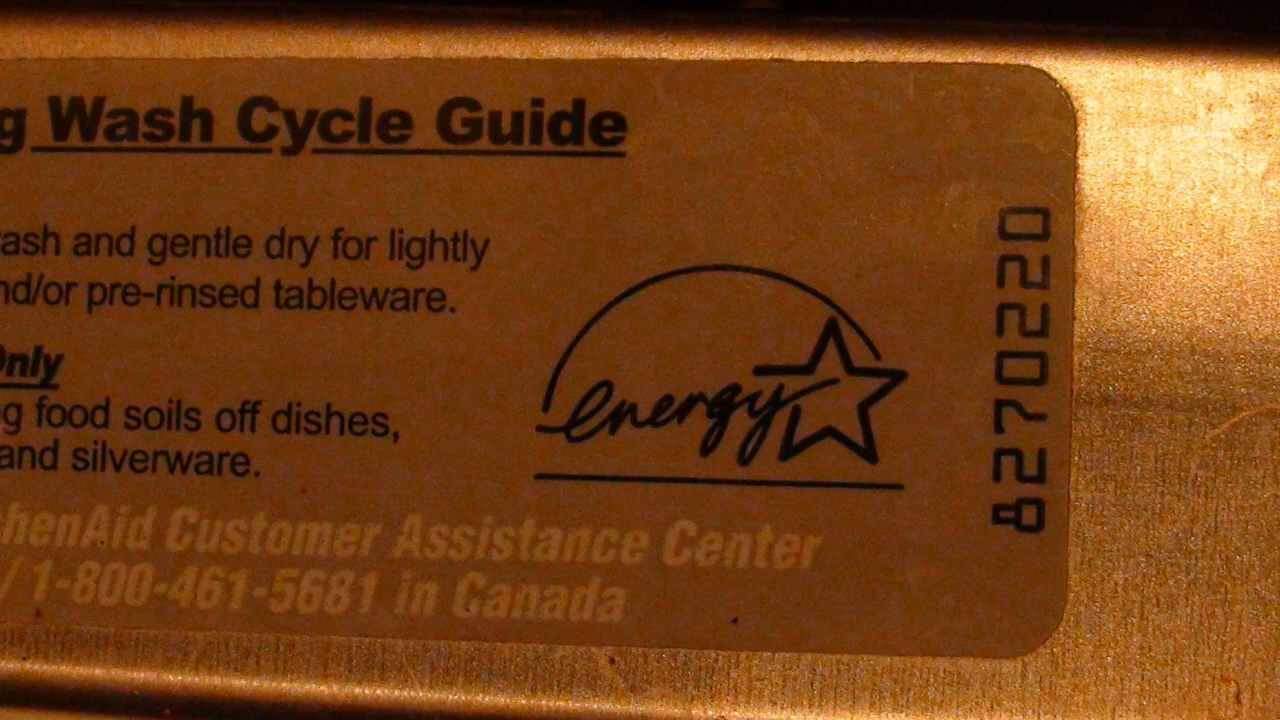 g Wash Cycle Guide
ash and gentle dry for lightly
nd/or pre-rinsed tableware.
Only
g food soils off dishes,
and silverware.
energy
henAid Customer Assistance Center
/ 1-800-461-5681 in Canada
8270220